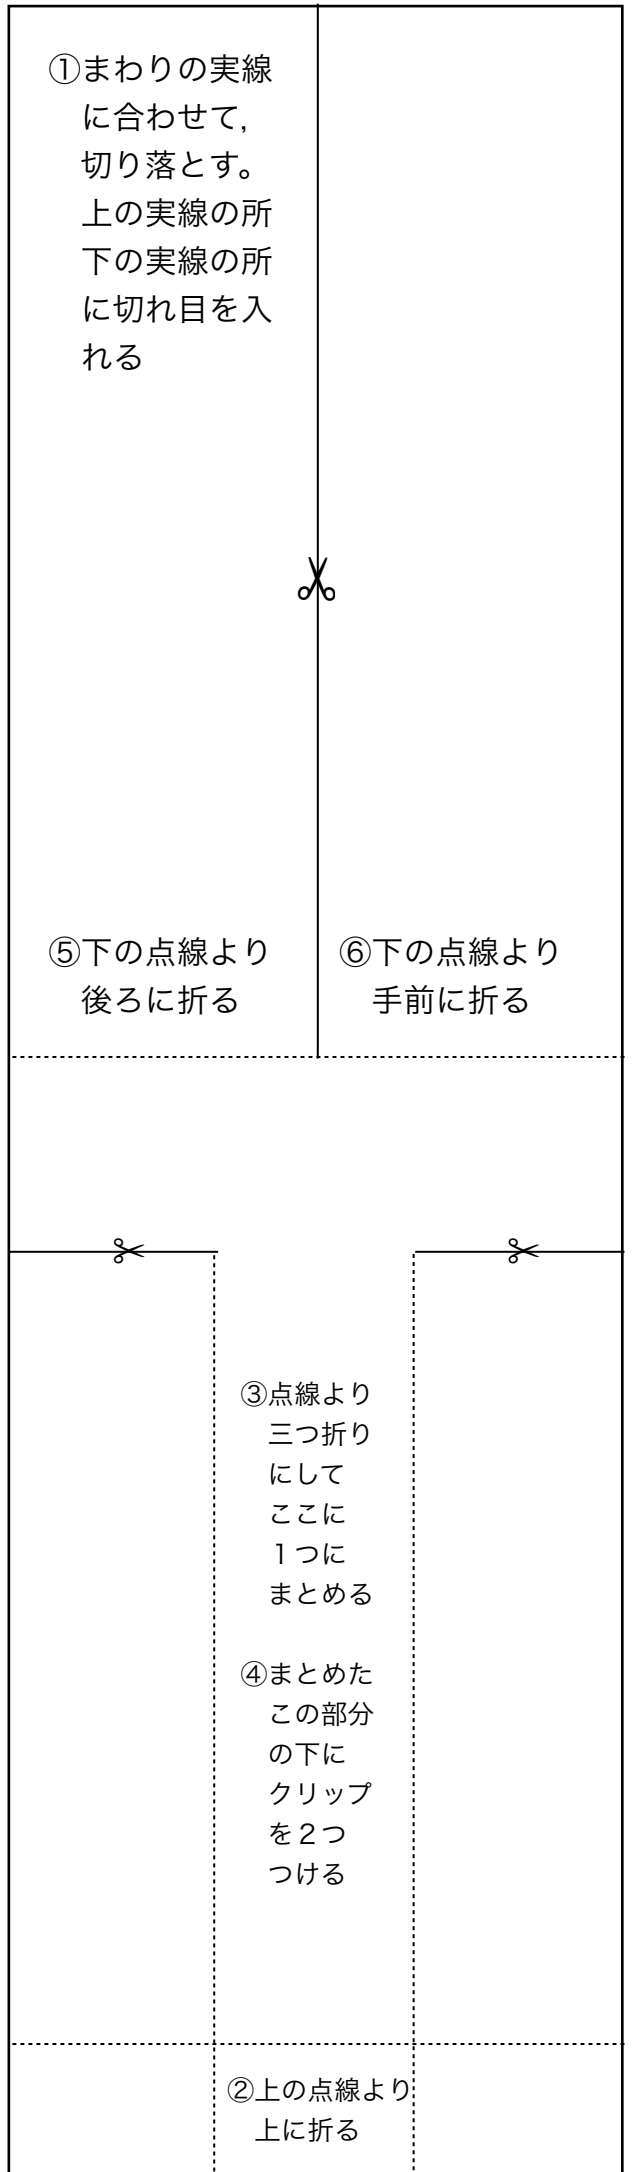 ①まわりの実線
に合わせて,
切り落とす。
上の実線の所
下の実線の所
に切れ目を入
れる
⑤下の点線より
後ろに折る
⑥下の点線より
手前に折る
③点線より
三つ折り
にして
ここに
１つに
まとめる
④まとめた
この部分
の下に
クリップ
を２つ
つける
②上の点線より
上に折る